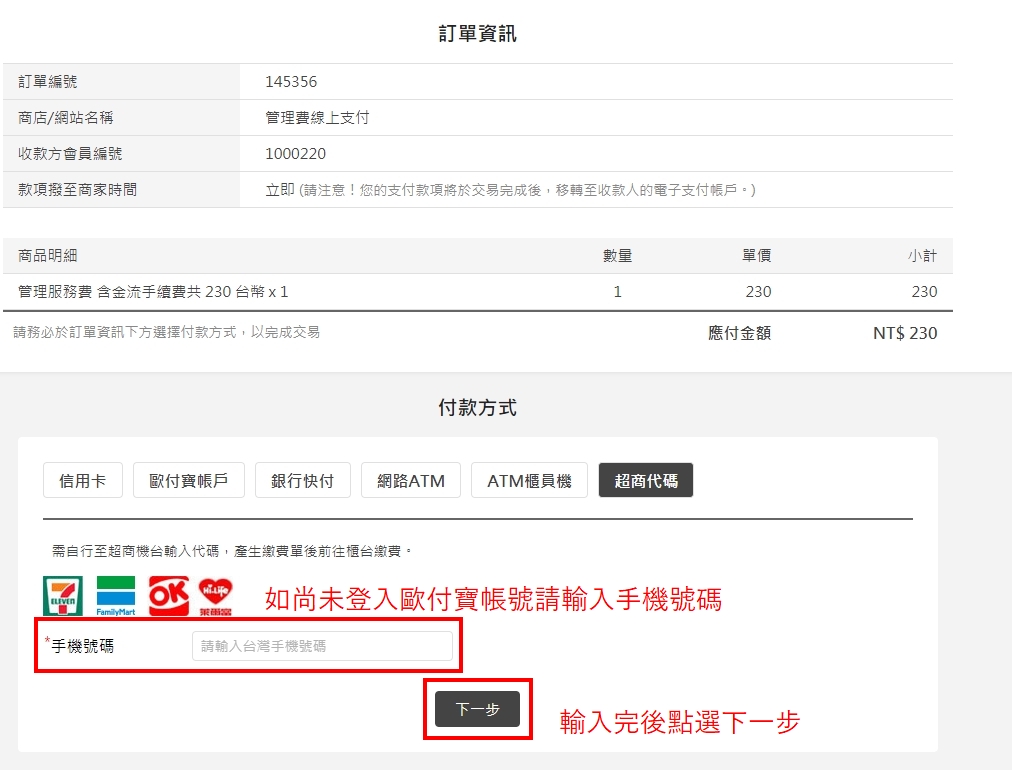 訂單資訊
訂單編號 145356
商店/網站名稱 管理費線上支付
收款方會員編號 1000220
款項撥至商家時間 立即 (請注意！您的支付款項將於交易完成後，移轉至收款人的電子支付帳戶。)
商品明細 數量 單價 小計
管理服務費 含金流手續費共 230 台幣 x 1 1 230 230
請務必於訂單資訊下方選擇付款方式，以完成交易 應付金額 NT$ 230
付款方式
信用卡 歐付寶帳戶 銀行快付 網路ATM ATM櫃員機 超商代碼
需自行至超商機台輸入代碼，產生繳費單後前往櫃台繳費。
7 ELEVEN FamilyMart OK Hi-Life 萊爾富 如尚未登入歐付寶帳號請輸入手機號碼
*手機號碼 請輸入台灣手機號碼
下一步 輸入完後點選下一步